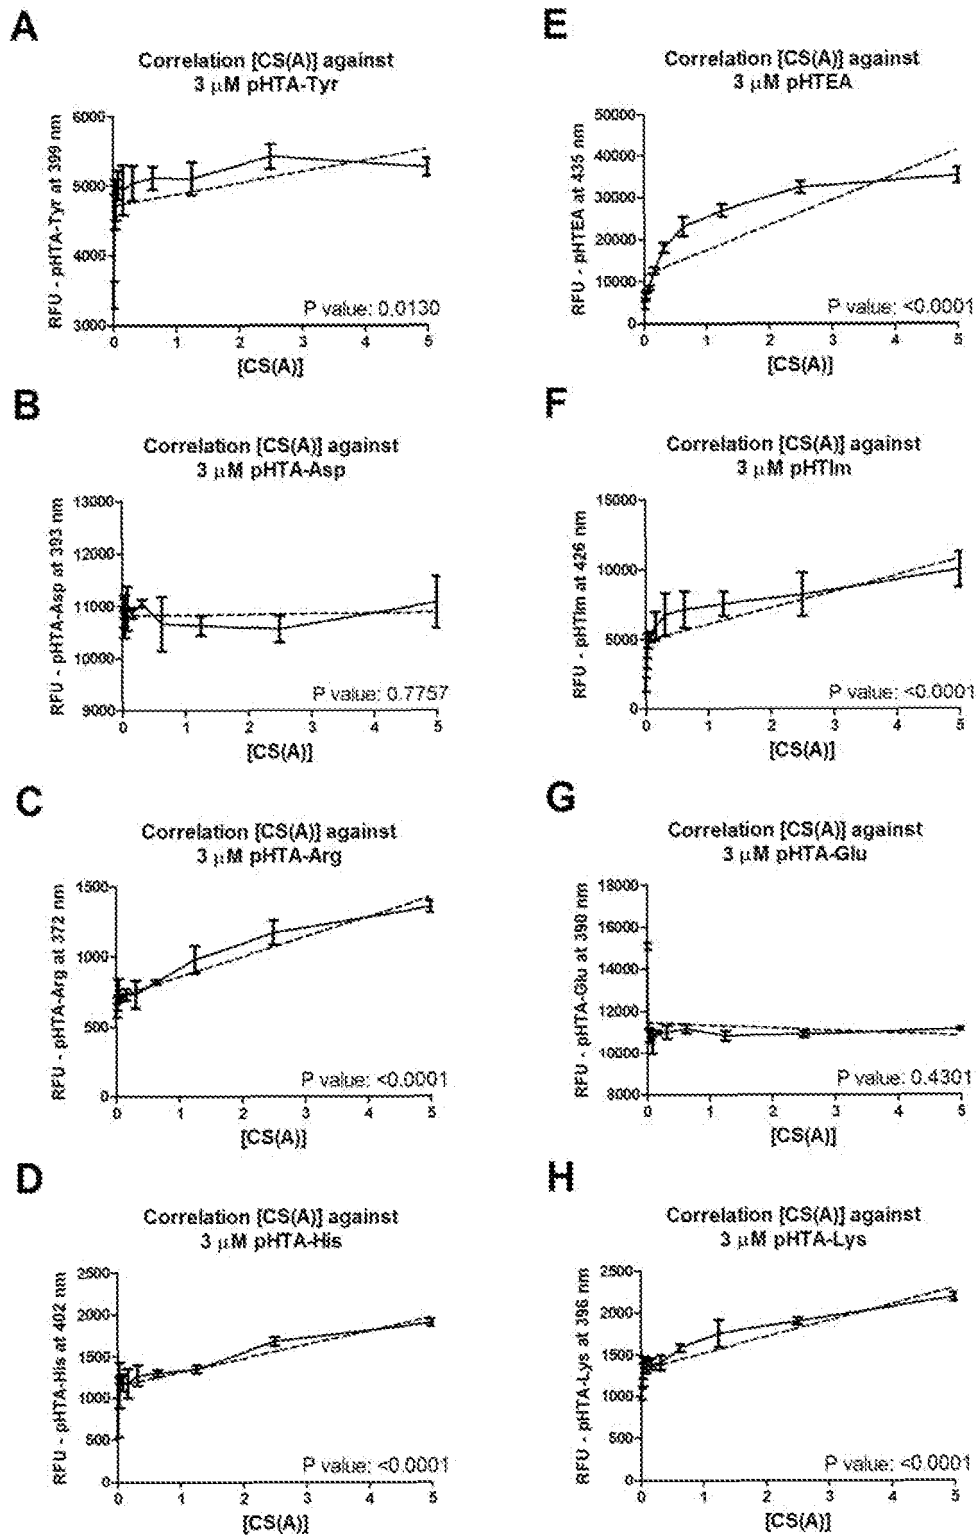 A
Correlation [CS(A)] against
3 μM pHTA-Tyr
RFU - pHTA-Tyr at 399 nm
6000
5000
4000
3000
P value: 0.0130
0 1 2 3 4 5
[CS(A)]
B
Correlation [CS(A)] against
3 μM pHTA-Asp
RFU - pHTA-Asp at 393 nm
13000
12000
11000
10000
9000
P value: 0.7757
0 1 2 3 4 5
[CS(A)]
C
Correlation [CS(A)] against
3 μM pHTA-Arg
RFU - pHTA-Arg at 372 nm
1500
1000
500
0
P value: <0.0001
0 1 2 3 4 5
[CS(A)]
D
Correlation [CS(A)] against
3 μM pHTA-His
RFU - pHTA-His at 402 nm
2500
2000
1500
1000
500
0
P value: <0.0001
0 1 2 3 4 5
[CS(A)]
E
Correlation [CS(A)] against
3 μM pHTEA
RFU - pHTEA at 435 nm
50000
40000
30000
20000
10000
0
P value: <0.0001
0 1 2 3 4 5
[CS(A)]
F
Correlation [CS(A)] against
3 μM pHTIm
RFU - pHTIm at 426 nm
15000
10000
5000
0
P value: <0.0001
0 1 2 3 4 5
[CS(A)]
G
Correlation [CS(A)] against
3 μM pHTA-Glu
RFU - pHTA-Glu at 390 nm
18000
16000
14000
12000
10000
8000
P value: 0.4301
0 1 2 3 4 5
[CS(A)]
H
Correlation [CS(A)] against
3 μM pHTA-Lys
RFU - pHTA-Lys at 396 nm
2500
2000
1500
1000
500
0
P value: <0.0001
0 1 2 3 4 5
[CS(A)]